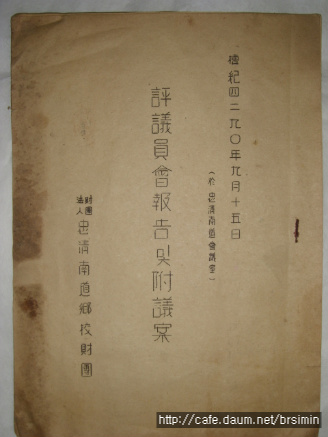 檀紀四二九〇年九月十五日
(於 忠清南道會議室)
評議員會報告및附議案
財團
法人
忠清南道鄕校財團
http://cafe.daum.net/brsimin